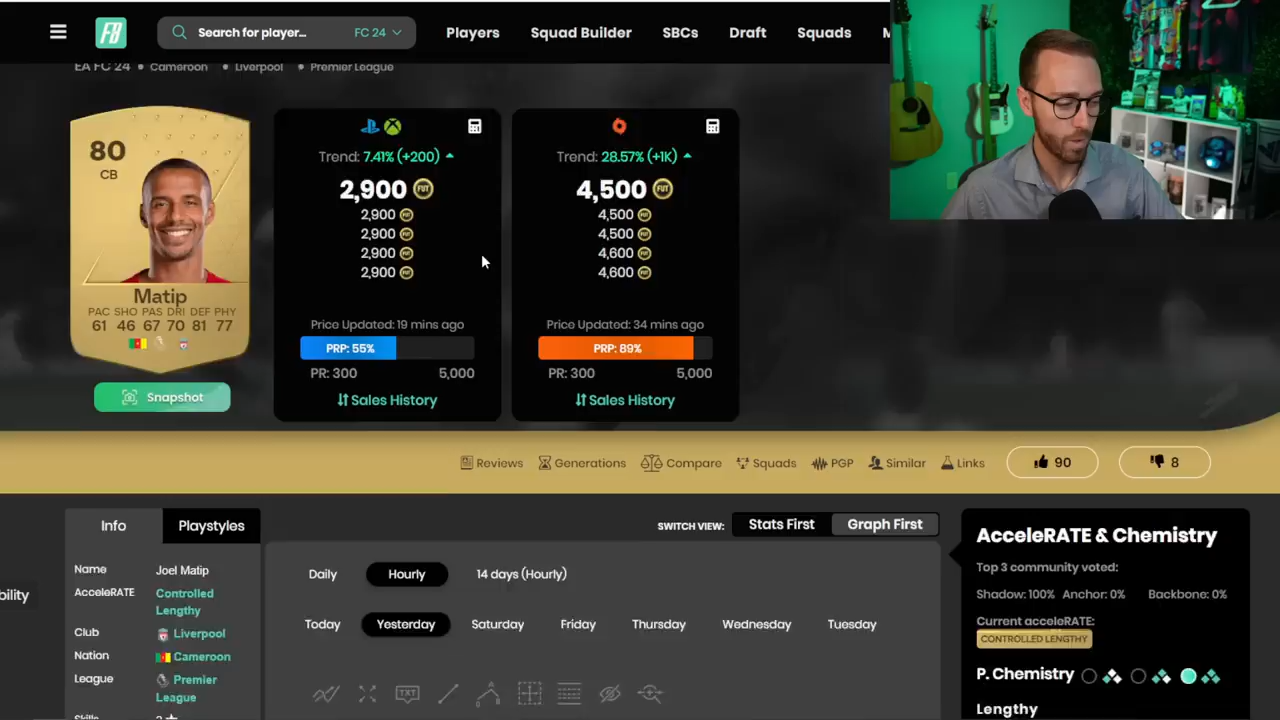 FB
Search for player...
FC 24
Players
Squad Builder
SBCs
Draft
Squads
M
EA FC 24 • Cameroon • Liverpool • Premier League
80
CB
Matip
PAC SHO PAS DRI DEF PHY
61 46 67 70 81 77
Snapshot
Trend: 7.41% (+200)
2,900 FUT
2,900
2,900
2,900
2,900
Price Updated: 19 mins ago
PRP: 55%
PR: 300
5,000
Sales History
Trend: 28.57% (+1K)
4,500 FUT
4,500
4,500
4,600
4,600
Price Updated: 34 mins ago
PRP: 89%
PR: 300
5,000
Sales History
Reviews
Generations
Compare
Squads
PGP
Similar
Links
90
8
Info
Playstyles
Name
Joel Matip
AcceleRATE
Controlled
Lengthy
Club
Liverpool
Nation
Cameroon
League
Premier
League
Skills
bility
SWITCH VIEW:
Stats First
Graph First
Daily
Hourly
14 days (Hourly)
Today
Yesterday
Saturday
Friday
Thursday
Wednesday
Tuesday
TXT
AcceleRATE & Chemistry
Top 3 community voted:
Shadow: 100% Anchor: 0% Backbone: 0%
Current acceleRATE:
CONTROLLED LENGTHY
P. Chemistry
Lengthy